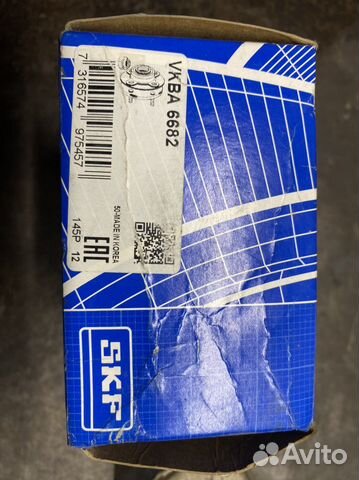 VKBA 6682
7 316574 975457
50-MADE IN KOREA
EAC
145P 12
SKF
Avito